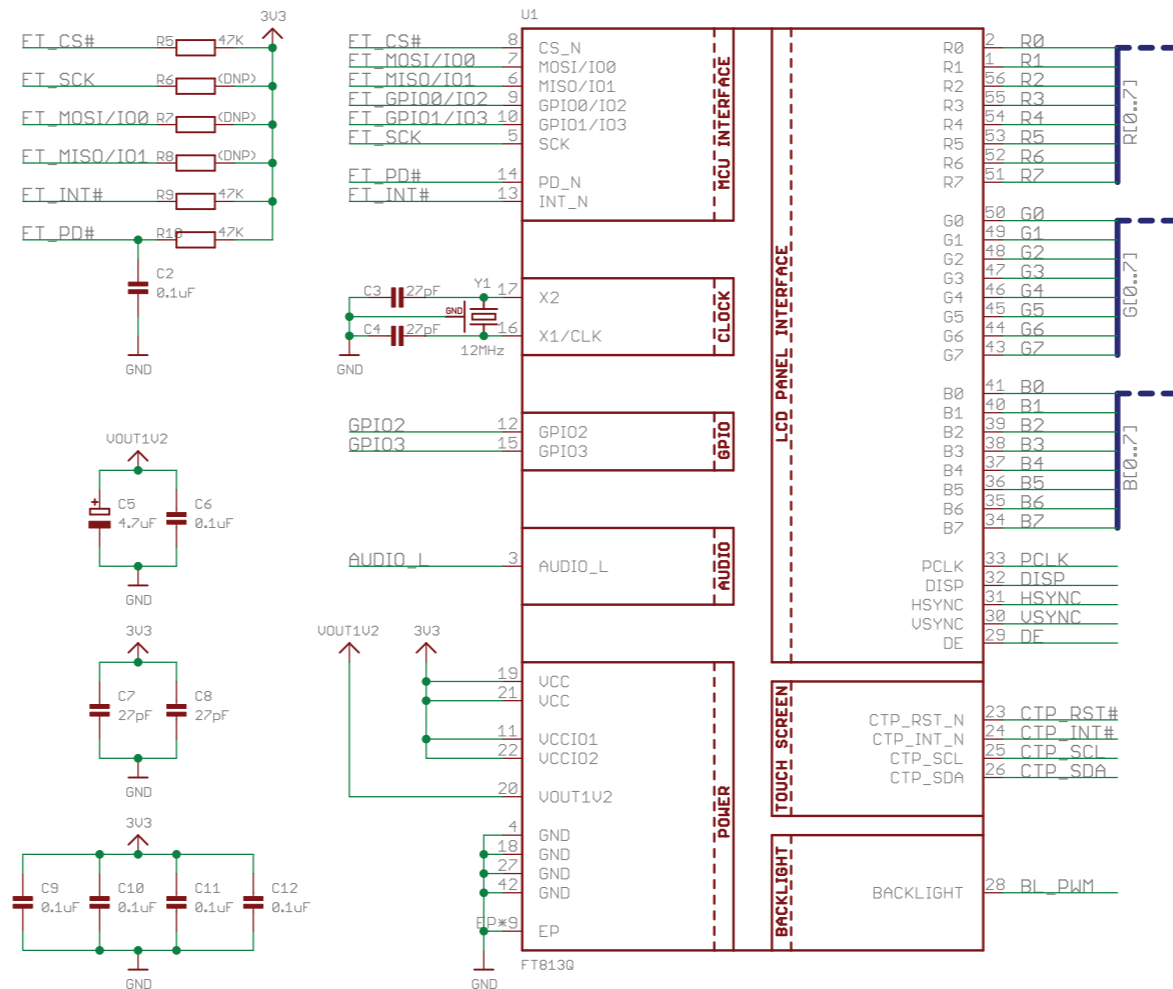 3V3
FT_CS# R5 47K
FT_SCK R6 (DNP)
FT_MOSI/IO0 R7 (DNP)
FT_MISO/IO1 R8 (DNP)
FT_INT# R9 47K
FT_PD# R10 47K
C2
0.1uF
GND
VOUT1V2
C5
4.7uF
C6
0.1uF
GND
3V3
C7
27pF
C8
27pF
GND
3V3
C9
0.1uF
C10
0.1uF
C11
0.1uF
C12
0.1uF
GND
U1
FT_CS# 8 CS_N
FT_MOSI/IO0 7 MOSI/IO0
FT_MISO/IO1 6 MISO/IO1
FT_GPIO0/IO2 9 GPIO0/IO2
FT_GPIO1/IO3 10 GPIO1/IO3
FT_SCK 5 SCK
FT_PD# 14 PD_N
FT_INT# 13 INT_N
MCU INTERFACE
C3 27pF Y1 17 X2
GND
C4 27pF 16 X1/CLK
12MHz
GND
CLOCK
GPIO2 12 GPIO2
GPIO3 15 GPIO3
GPIO
AUDIO_L 3 AUDIO_L
AUDIO
VOUT1V2 3V3
19 VCC
21 VCC
11 VCCIO1
22 VCCIO2
20 VOUT1V2
4 GND
18 GND
27 GND
42 GND
EP*9 EP
POWER
GND
FT813Q
LCD PANEL INTERFACE
R0 2 R0
R1 1 R1
R2 56 R2
R3 55 R3
R4 54 R4
R5 53 R5
R6 52 R6
R7 51 R7
R[0..7]
G0 50 G0
G1 49 G1
G2 48 G2
G3 47 G3
G4 46 G4
G5 45 G5
G6 44 G6
G7 43 G7
G[0..7]
B0 41 B0
B1 40 B1
B2 39 B2
B3 38 B3
B4 37 B4
B5 36 B5
B6 35 B6
B7 34 B7
B[0..7]
PCLK 33 PCLK
DISP 32 DISP
HSYNC 31 HSYNC
VSYNC 30 VSYNC
DE 29 DE
TOUCH SCREEN
CTP_RST_N 23 CTP_RST#
CTP_INT_N 24 CTP_INT#
CTP_SCL 25 CTP_SCL
CTP_SDA 26 CTP_SDA
BACKLIGHT
BACKLIGHT 28 BL_PWM